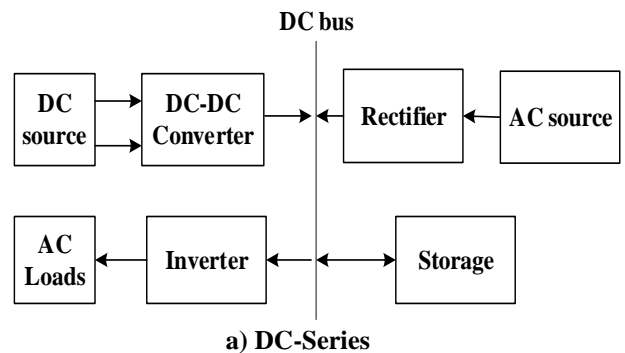 DC bus
DC
source
DC-DC
Converter
Rectifier
AC source
AC
Loads
Inverter
Storage
a) DC-Series